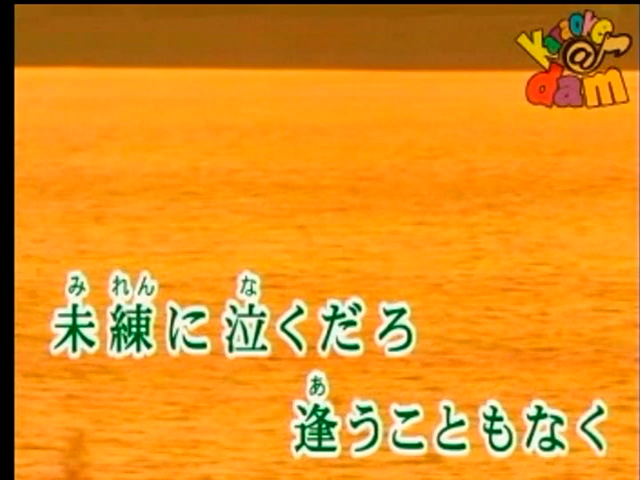 karaoke@dam
みれん な
未練に泣くだろ
あ
逢うこともなく